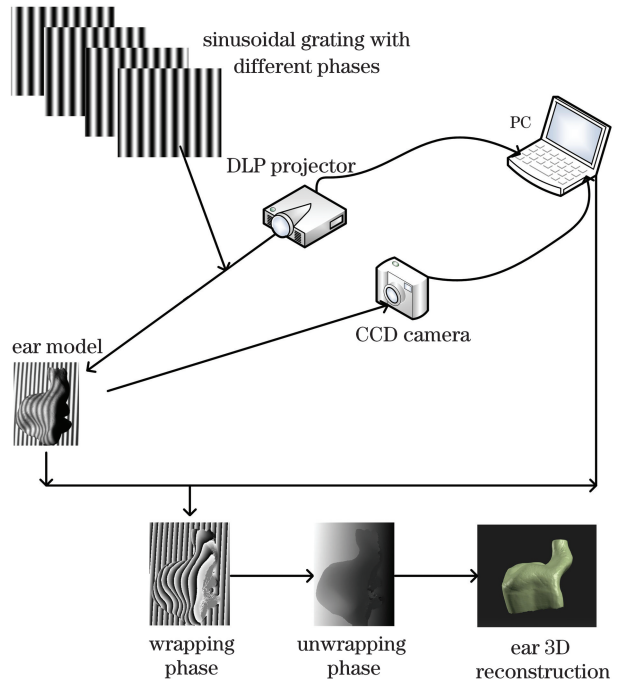 sinusoidal grating with
different phases
PC
DLP projector
CCD camera
ear model
wrapping
phase
unwrapping
phase
ear 3D
reconstruction